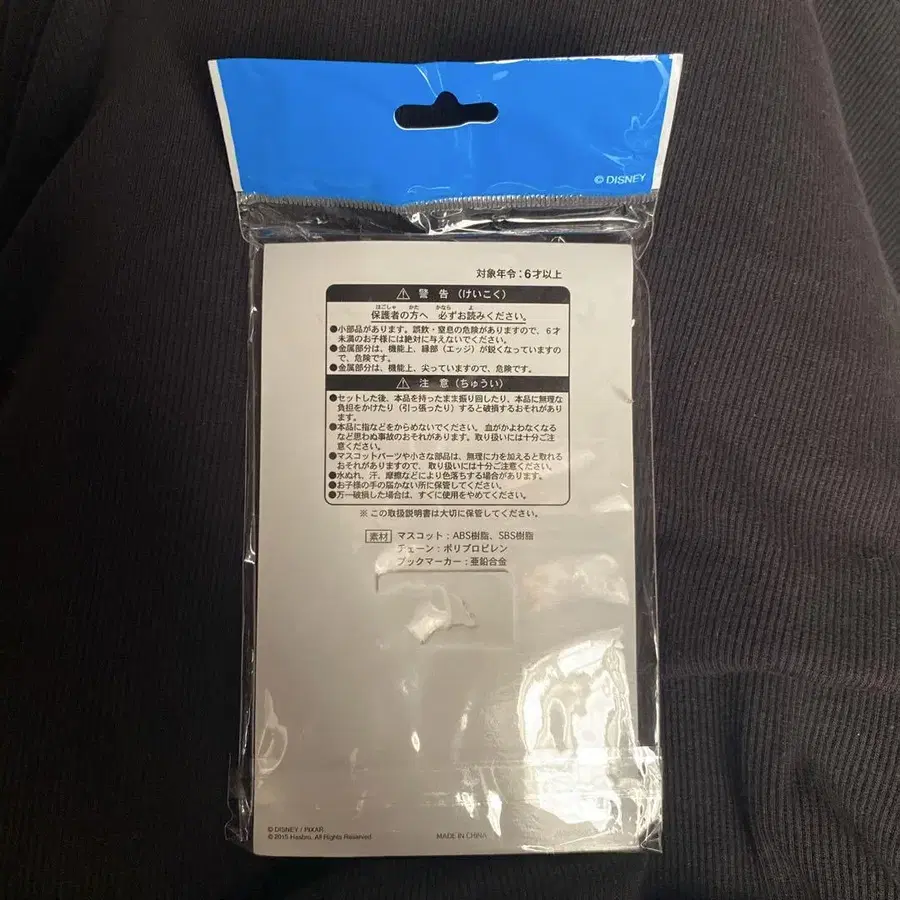 © DISNEY
対象年令：6才以上
警 告（けいこく）
ほごしゃ かた かなら よ
保護者の方へ 必ずお読みください。
●小部品があります。誤飲・窒息の危険がありますので、6才
未満のお子様には絶対に与えないでください。
●金属部分は、機能上、縁部（エッジ）が鋭くなっていますの
で、危険です。
●金属部分は、機能上、尖っていますので、危険です。
注 意（ちゅうい）
●セットした後、本品を持ったまま振り回したり、本品に無理な
負担をかけたり（引っ張ったり）すると破損するおそれがあり
ます。
●本品に指などをからめないでください。血がかよわなくなる
など思わぬ事故のおそれがあります。取り扱いには十分ご注
意ください。
●マスコットパーツや小さな部品は、無理に力を加えると取れる
おそれがありますので、取り扱いには十分ご注意ください。
●水ぬれ、汗、摩擦などにより色落ちする場合があります。
●お子様の手の届かない所に保管してください。
●万一破損した場合は、すぐに使用をやめてください。
※この取扱説明書は大切に保管してください。
素材 マスコット：ABS樹脂、SBS樹脂
チェーン：ポリプロピレン
ブックマーカー：亜鉛合金
© DISNEY / PIXAR
© 2015 Hasbro. All Rights Reserved.
MADE IN CHINA